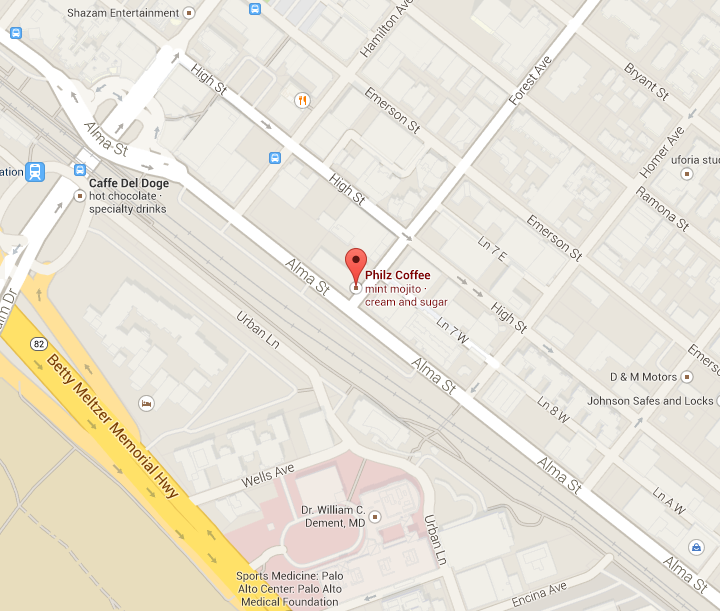 Shazam Entertainment
Hamilton Ave
Forest Ave
Bryant St
High St
Emerson St
Homer Ave
Alma St
uforia stu
ation
Caffe Del Doge
hot chocolate ·
specialty drinks
High St
Ramona St
Emerson St
Ln 7 E
Philz Coffee
mint mojito ·
cream and sugar
Alma St
High St
Ln 7 W
Urban Ln
82
Emerso
Alma St
D & M Motors
Betty Meltzer Memorial Hwy
Johnson Safes and Locks
Ln 8 W
Wells Ave
Alma St
Ln A W
Dr. William C.
Dement, MD
Urban Ln
Alma St
Sports Medicine: Palo
Alto Center: Palo Alto
Medical Foundation
Encina Ave